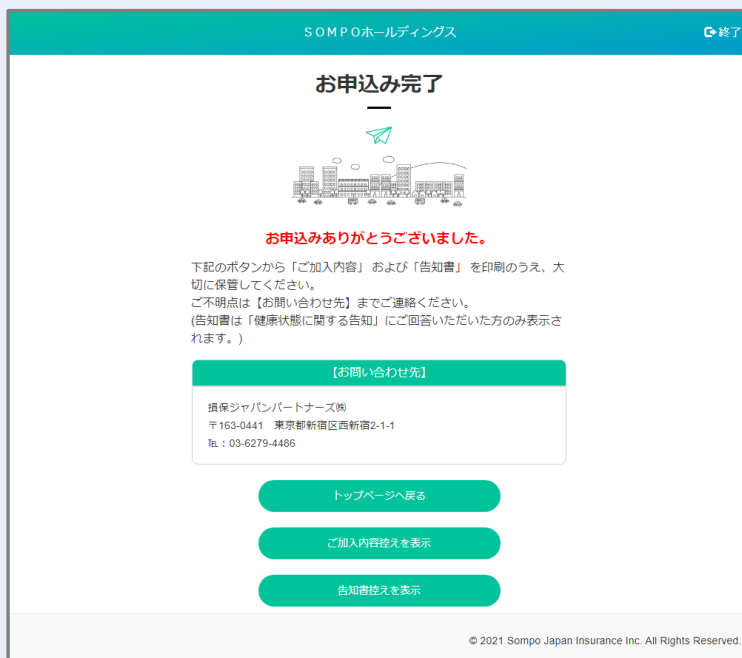 SOMPOホールディングス
終了
お申込み完了
お申込みありがとうございました。
下記のボタンから「ご加入内容」 および「告知書」 を印刷のうえ、大
切に保管してください。
ご不明点は【お問い合わせ先】までご連絡ください。
(告知書は「健康状態に関する告知」にご回答いただいた方のみ表示さ
れます。)
【お問い合わせ先】
損保ジャパンパートナーズ㈱
〒163-0441　東京都新宿区西新宿2-1-1
℡：03-6279-4486
トップページへ戻る
ご加入内容控えを表示
告知書控えを表示
© 2021 Sompo Japan Insurance Inc. All Rights Reserved.